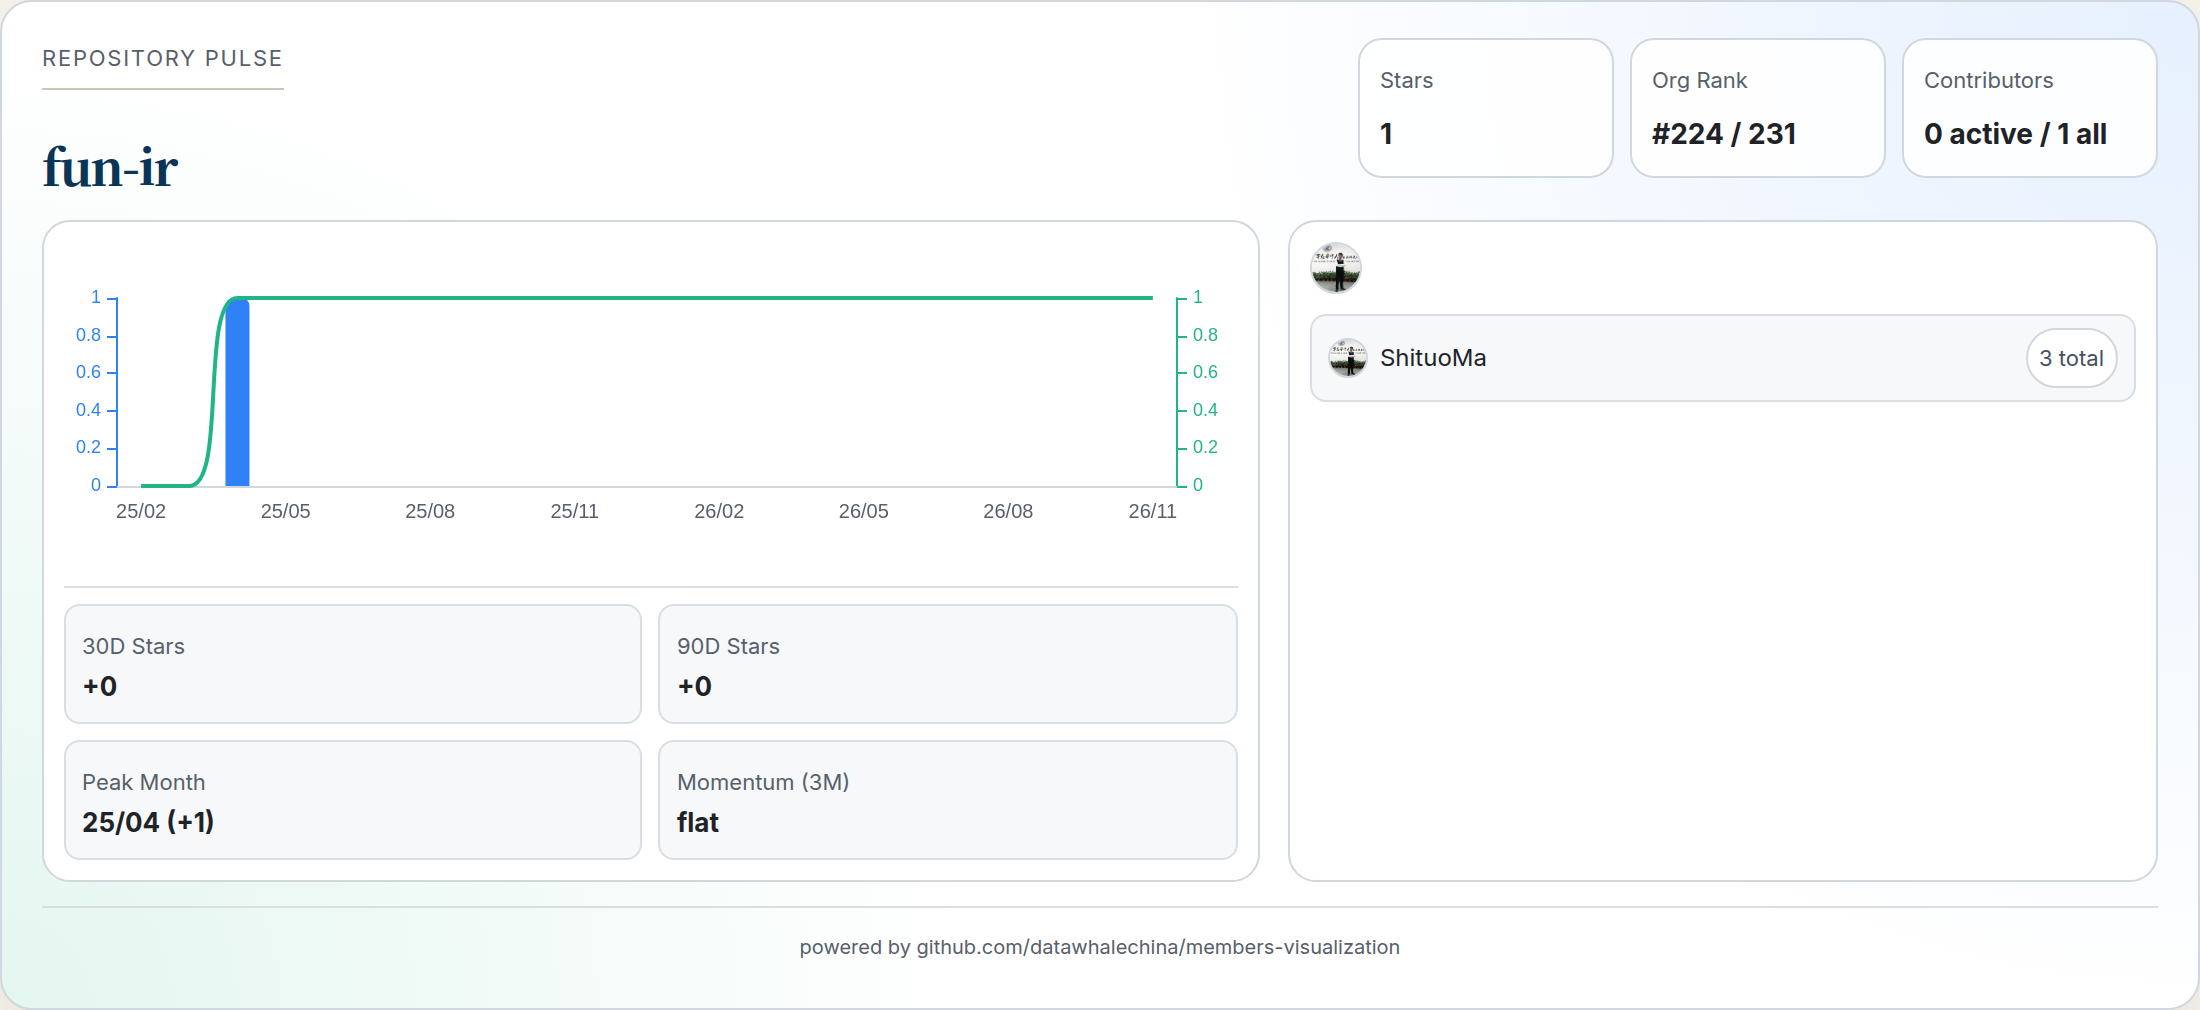 REPOSITORY PULSE
fun-ir
Stars
1
Org Rank
#224 / 231
Contributors
0 active / 1 all
1
0.8
0.6
0.4
0.2
0
1
0.8
0.6
0.4
0.2
0
25/02
25/05
25/08
25/11
26/02
26/05
26/08
26/11
30D Stars
+0
90D Stars
+0
Peak Month
25/04 (+1)
Momentum (3M)
flat
ShituoMa
3 total
powered by github.com/datawhalechina/members-visualization